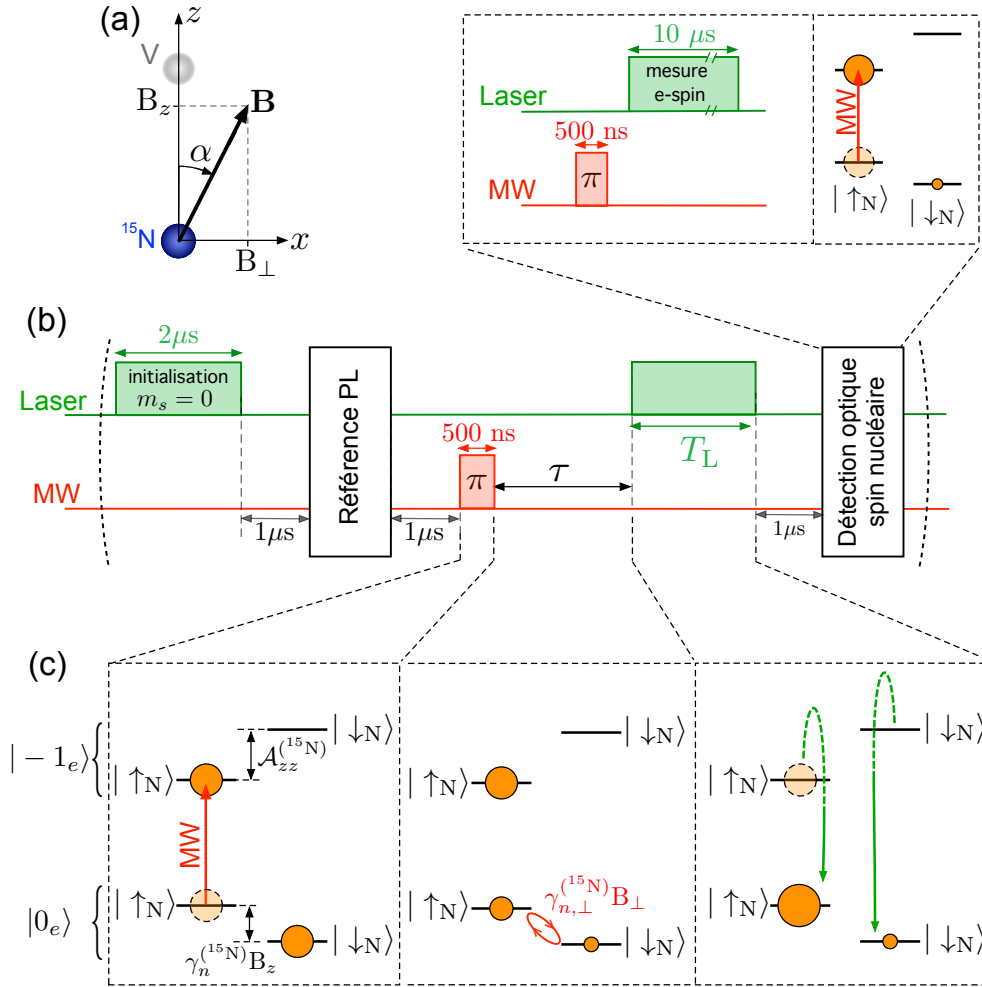 (a)
z
V
B_z
B
α
¹⁵N
x
B_⊥
10 μs
mesure
e-spin
Laser
500 ns
π
MW
MW
| ↑_N⟩
| ↓_N⟩
(b)
2μs
initialisation
m_s = 0
Laser
Référence PL
500 ns
π
τ
T_L
MW
1μs
1μs
1μs
Détection optique
spin nucléaire
(c)
| −1_e⟩
| ↓_N⟩
𝒜_zz^(¹⁵N)
| ↑_N⟩
MW
|0_e⟩
| ↑_N⟩
γ_n^(¹⁵N) B_z
| ↓_N⟩
| ↓_N⟩
| ↑_N⟩
γ_n,⊥^(¹⁵N) B_⊥
| ↑_N⟩
| ↓_N⟩
| ↓_N⟩
| ↑_N⟩
| ↑_N⟩
| ↓_N⟩